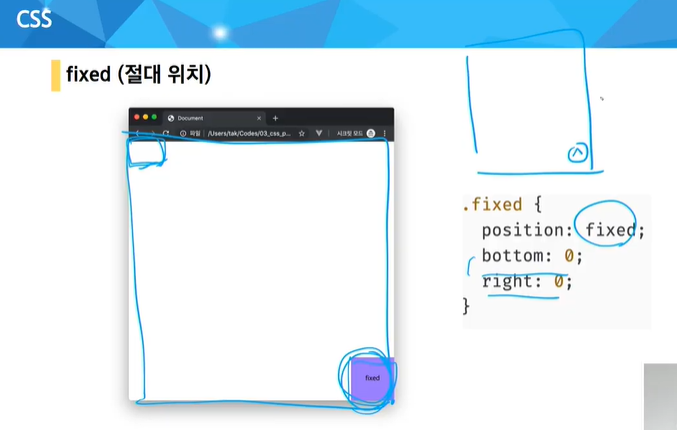 CSS
fixed (절대 위치)
Document
파일 | /Users/tak/Codes/03_css_p...
시크릿 모드
fixed
.fixed {
position: fixed;
bottom: 0;
right: 0;
}